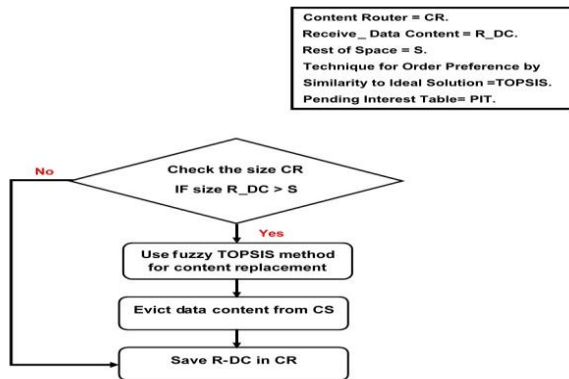 Content Router = CR.
Receive_ Data Content = R_DC.
Rest of Space = S.
Technique for Order Preference by
Similarity to Ideal Solution =TOPSIS.
Pending Interest Table= PIT.
No
Check the size CR
IF size R_DC > S
Yes
Use fuzzy TOPSIS method
for content replacement
Evict data content from CS
Save R-DC in CR